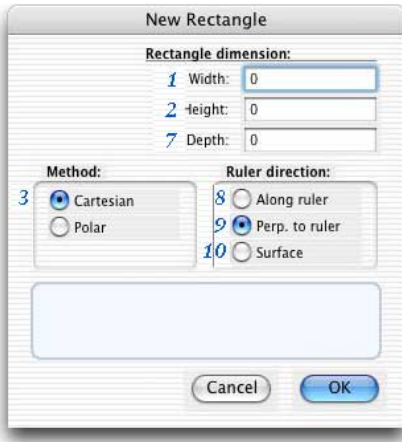 New Rectangle
Rectangle dimension:
1 Width: 0
2 Height: 0
7 Depth: 0
Method: Ruler direction:
3 Cartesian 8 Along ruler
Polar 9 Perp. to ruler
10 Surface
Cancel OK